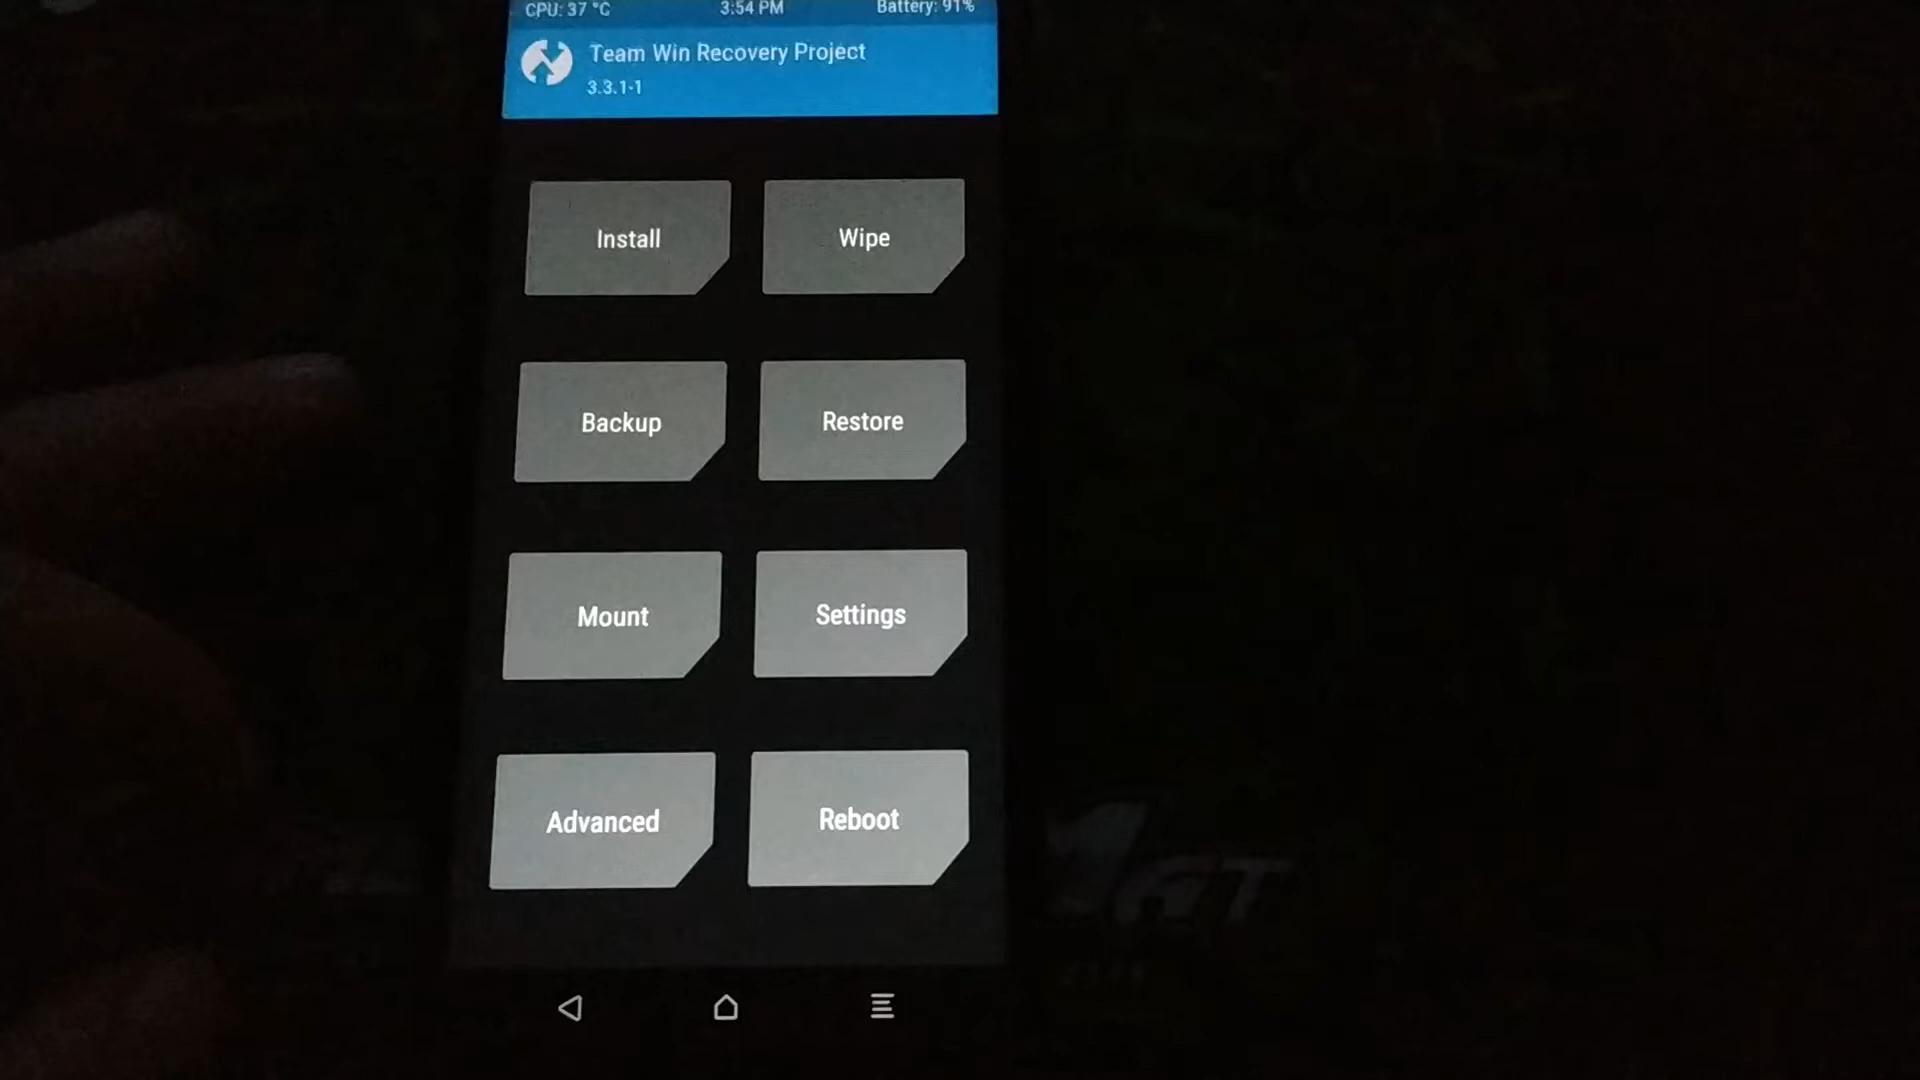 CPU: 37 °C 3:54 PM Battery: 91%
Team Win Recovery Project
3.3.1-1
Install Wipe
Backup Restore
Mount Settings
Advanced Reboot